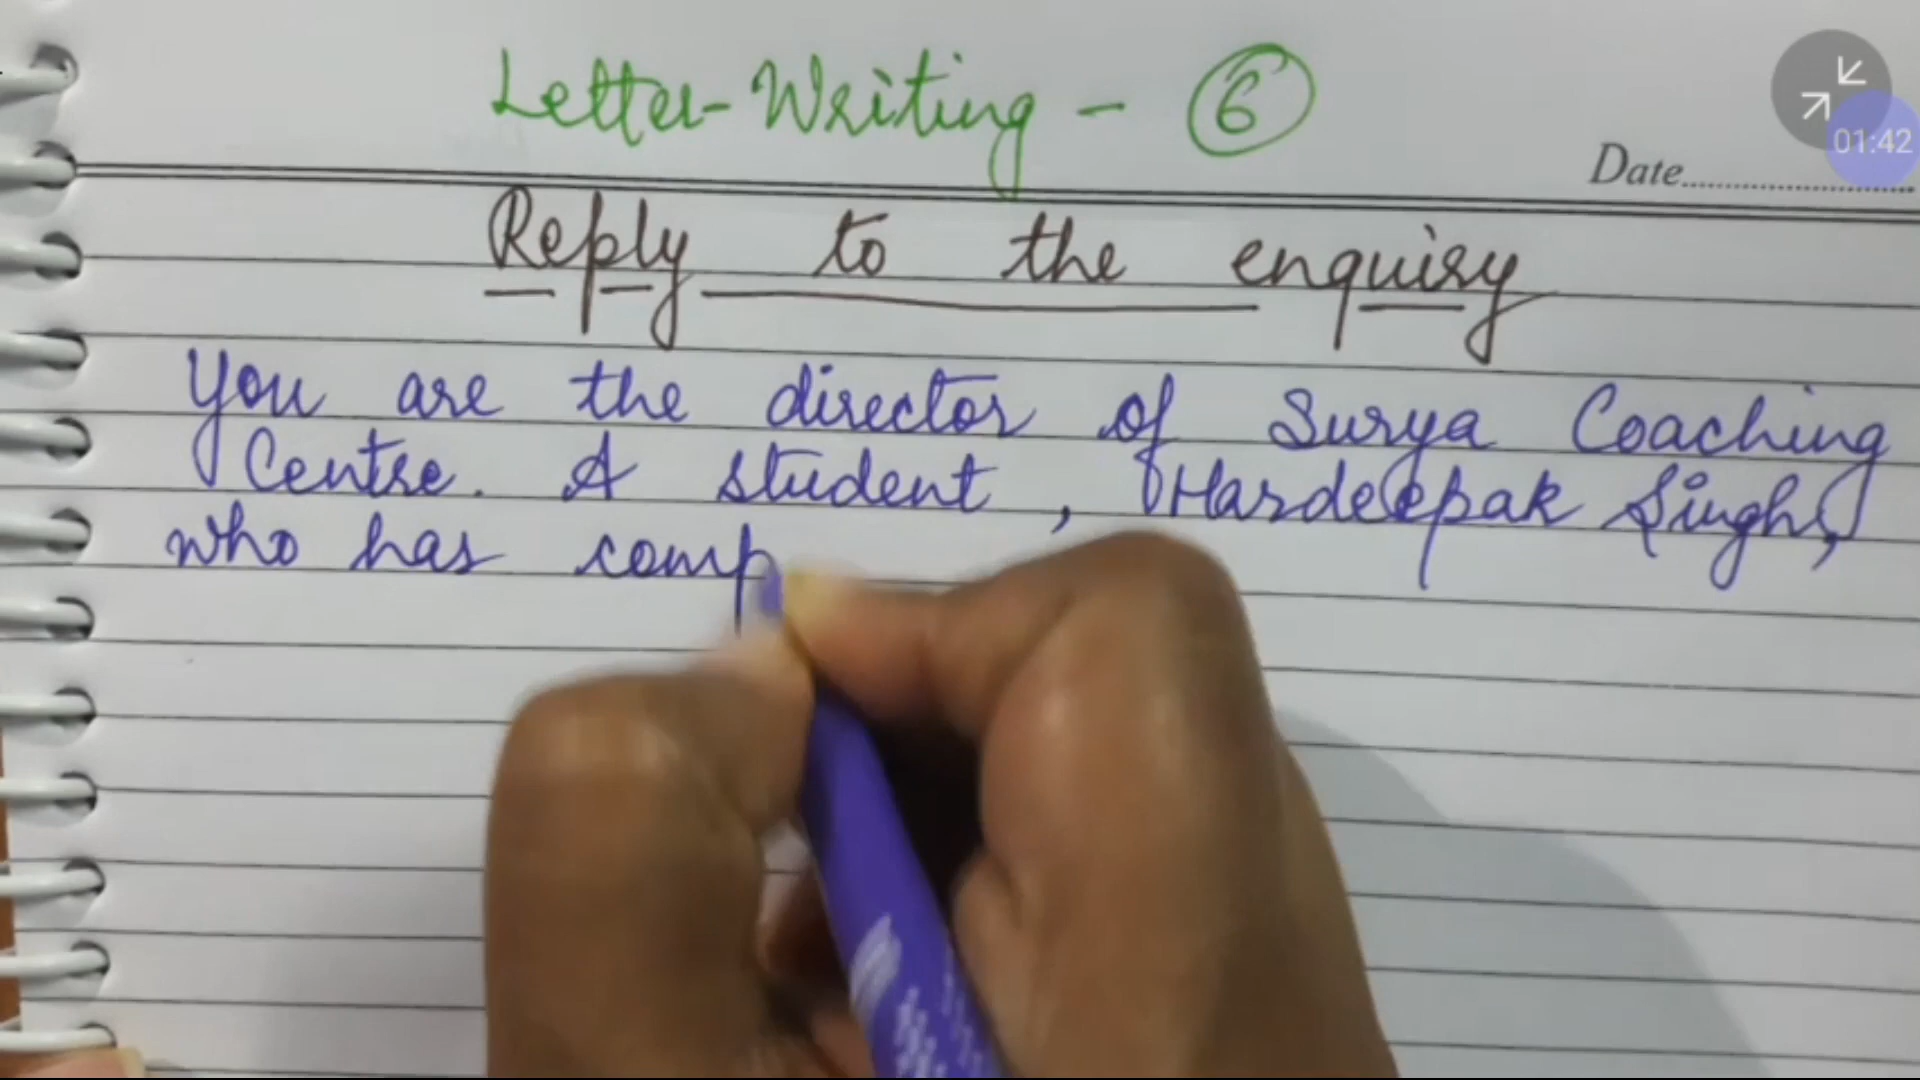 Letter-Writing - 6
01:42
Date
Reply to the enquiry
You are the director of Surya Coaching
Centre. A student, Hardeepak Singh,
who has comp